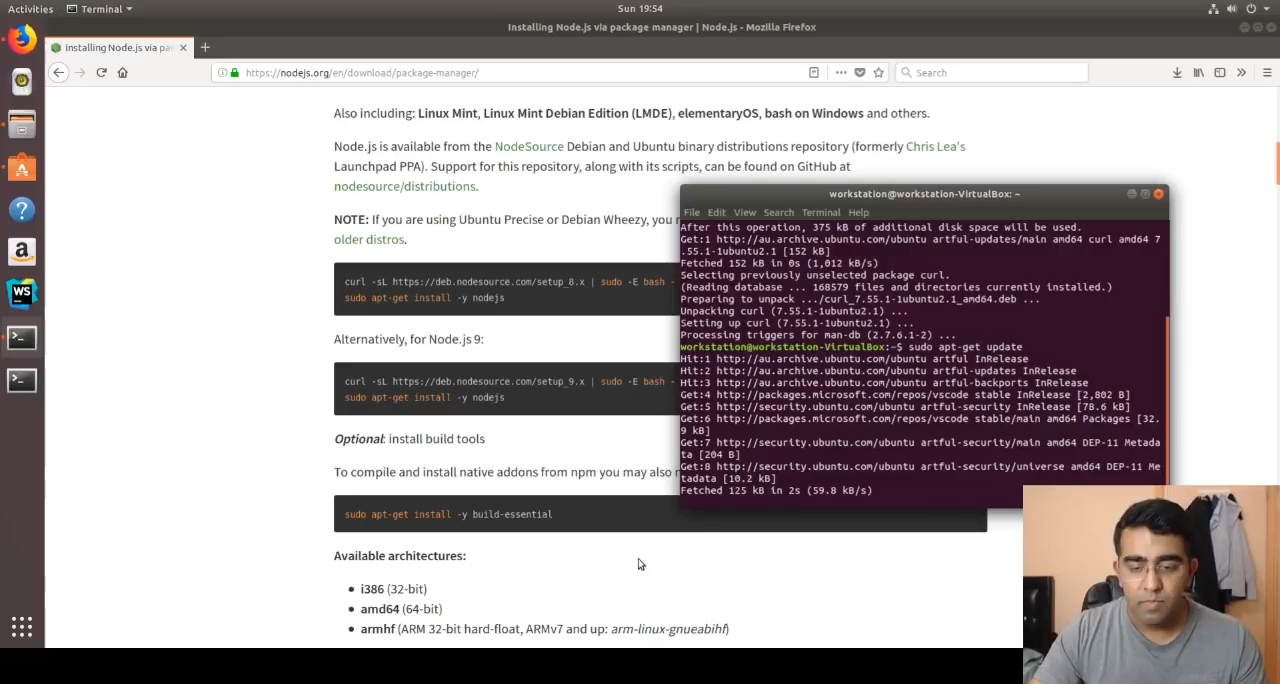 Activities
Terminal
Sun 19:54
Installing Node.js via package manager | Node.js - Mozilla Firefox
Installing Node.js via pa
https://nodejs.org/en/download/package-manager/
Search
Also including: Linux Mint, Linux Mint Debian Edition (LMDE), elementaryOS, bash on Windows and others.
Node.js is available from the NodeSource Debian and Ubuntu binary distributions repository (formerly Chris Lea's
Launchpad PPA). Support for this repository, along with its scripts, can be found on GitHub at
nodesource/distributions.
NOTE: If you are using Ubuntu Precise or Debian Wheezy, you
older distros.
curl -sL https://deb.nodesource.com/setup_8.x | sudo -E bash -
sudo apt-get install -y nodejs
Alternatively, for Node.js 9:
curl -sL https://deb.nodesource.com/setup_9.x | sudo -E bash -
sudo apt-get install -y nodejs
Optional: install build tools
To compile and install native addons from npm you may also
sudo apt-get install -y build-essential
Available architectures:
i386 (32-bit)
amd64 (64-bit)
armhf (ARM 32-bit hard-float, ARMv7 and up: arm-linux-gnueabihf)
workstation@workstation-VirtualBox: ~
File Edit View Search Terminal Help
After this operation, 375 kB of additional disk space will be used.
Get:1 http://au.archive.ubuntu.com/ubuntu artful-updates/main amd64 curl amd64 7
.55.1-1ubuntu2.1 [152 kB]
Fetched 152 kB in 0s (1,012 kB/s)
Selecting previously unselected package curl.
(Reading database ... 168579 files and directories currently installed.)
Preparing to unpack .../curl_7.55.1-1ubuntu2.1_amd64.deb ...
Unpacking curl (7.55.1-1ubuntu2.1) ...
Setting up curl (7.55.1-1ubuntu2.1) ...
Processing triggers for man-db (2.7.6.1-2) ...
workstation@workstation-VirtualBox:~$ sudo apt-get update
Hit:1 http://au.archive.ubuntu.com/ubuntu artful InRelease
Hit:2 http://au.archive.ubuntu.com/ubuntu artful-updates InRelease
Hit:3 http://au.archive.ubuntu.com/ubuntu artful-backports InRelease
Get:4 http://packages.microsoft.com/repos/vscode stable InRelease [2,802 B]
Get:5 http://security.ubuntu.com/ubuntu artful-security InRelease [78.6 kB]
Get:6 http://packages.microsoft.com/repos/vscode stable/main amd64 Packages [32.
9 kB]
Get:7 http://security.ubuntu.com/ubuntu artful-security/main amd64 DEP-11 Metada
ta [204 B]
Get:8 http://security.ubuntu.com/ubuntu artful-security/universe amd64 DEP-11 Me
tadata [10.2 kB]
Fetched 125 kB in 2s (59.8 kB/s)
a
WS